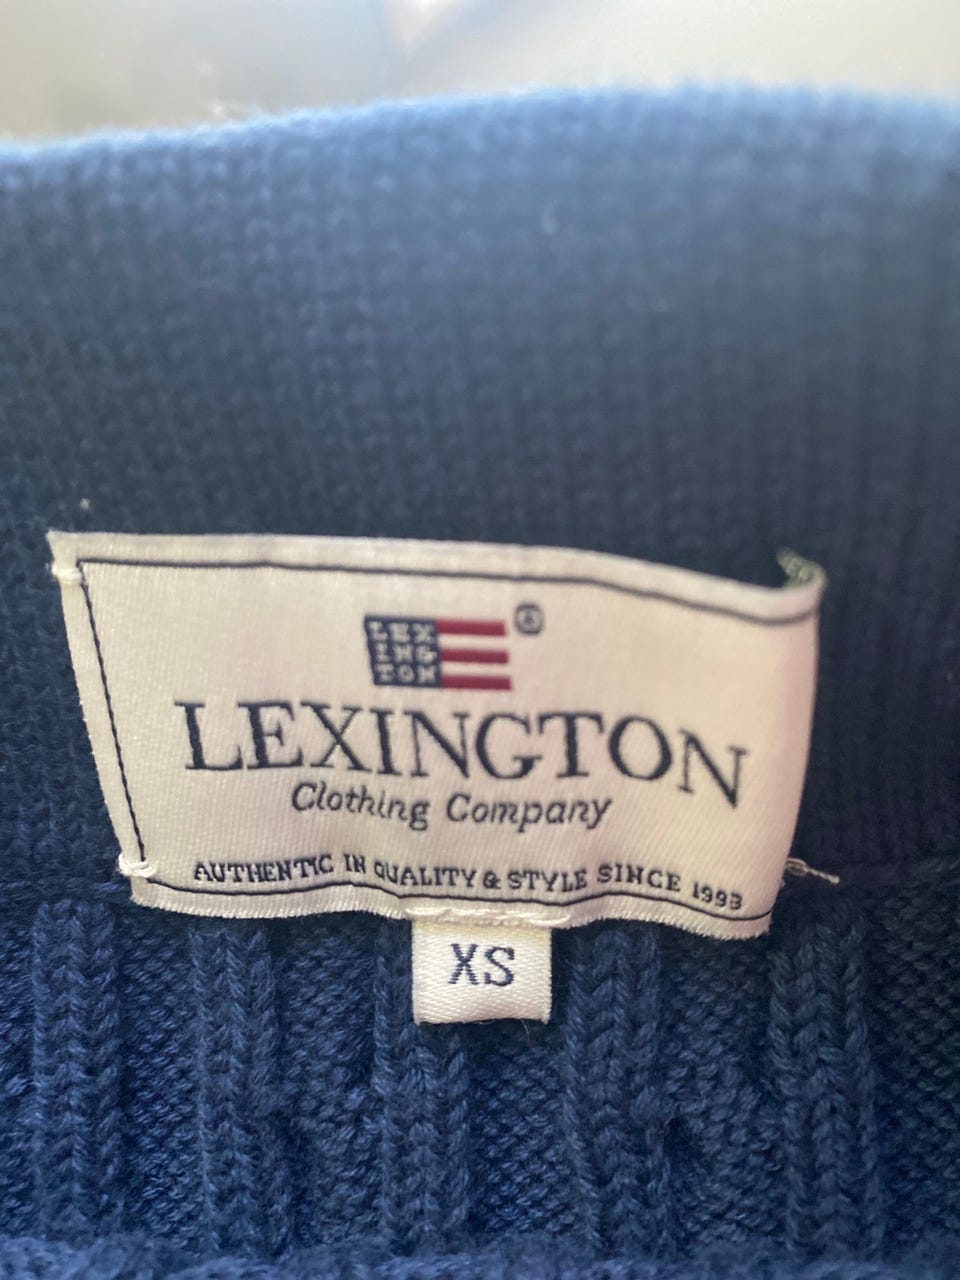 LEX
ING
TON
®
LEXINGTON
Clothing Company
AUTHENTIC IN QUALITY & STYLE SINCE 1993
XS